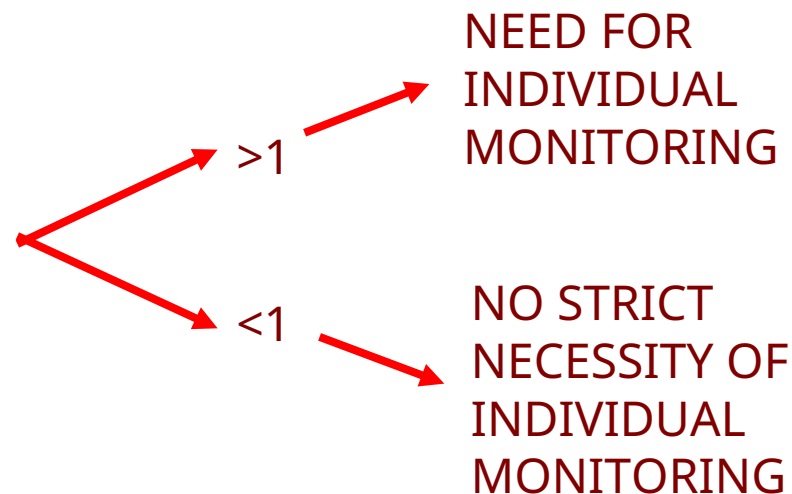 >1
NEED FOR
INDIVIDUAL
MONITORING
<1
NO STRICT
NECESSITY OF
INDIVIDUAL
MONITORING